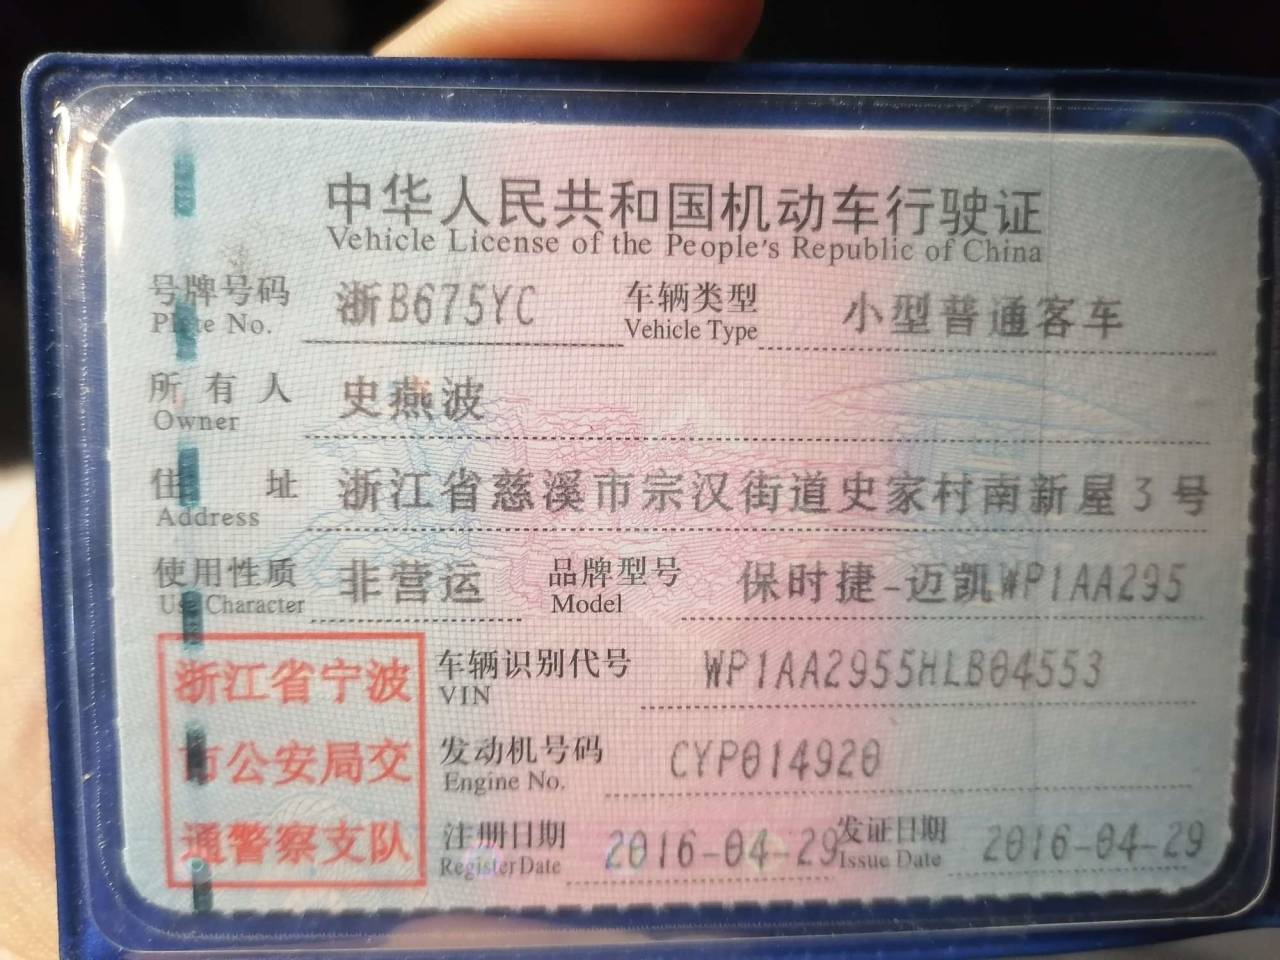 中华人民共和国机动车行驶证
Vehicle License of the People's Republic of China
号牌号码 浙B675YC 车辆类型 小型普通客车
Plate No. Vehicle Type
所有人 史燕波
Owner
住址 浙江省慈溪市宗汉街道史家村南新屋3号
Address
使用性质 非营运 品牌型号 保时捷-迈凯WP1AA295
Use Character Model
浙江省宁波
市公安局交
通警察支队
车辆识别代号 WP1AA2955HLB04553
VIN
发动机号码 CYP014920
Engine No.
注册日期 2016-04-29 发证日期 2016-04-29
Register Date Issue Date